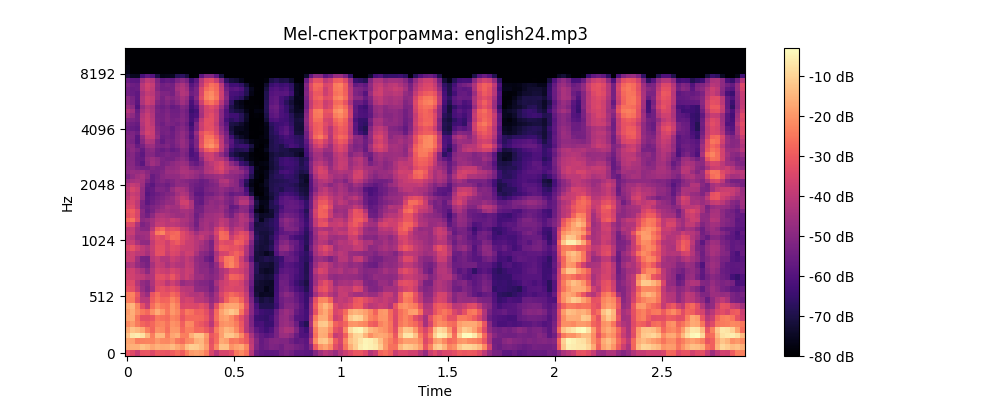 Mel-спектрограмма: english24.mp3
8192
4096
2048
1024
512
0
Hz
0 0.5 1 1.5 2 2.5
Time
-10 dB
-20 dB
-30 dB
-40 dB
-50 dB
-60 dB
-70 dB
-80 dB